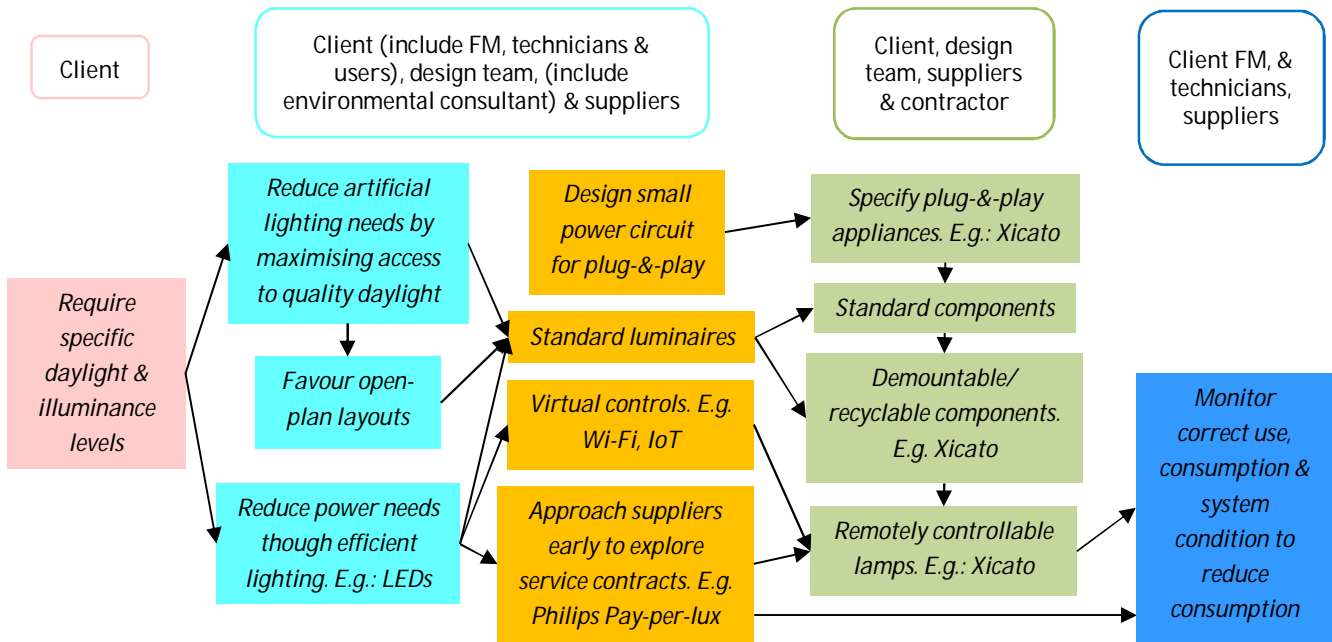 Client
Client (include FM, technicians &
users), design team, (include
environmental consultant) & suppliers
Client, design
team, suppliers
& contractor
Client FM, &
technicians,
suppliers
Require
specific
daylight &
illuminance
levels
Reduce artificial
lighting needs by
maximising access
to quality daylight
Favour open-
plan layouts
Reduce power needs
though efficient
lighting. E.g.: LEDs
Design small
power circuit
for plug-&-play
Standard luminaires
Virtual controls. E.g.
Wi-Fi, IoT
Approach suppliers
early to explore
service contracts. E.g.
Philips Pay-per-lux
Specify plug-&-play
appliances. E.g.: Xicato
Standard components
Demountable/
recyclable components.
E.g. Xicato
Remotely controllable
lamps. E.g.: Xicato
Monitor
correct use,
consumption &
system
condition to
reduce
consumption